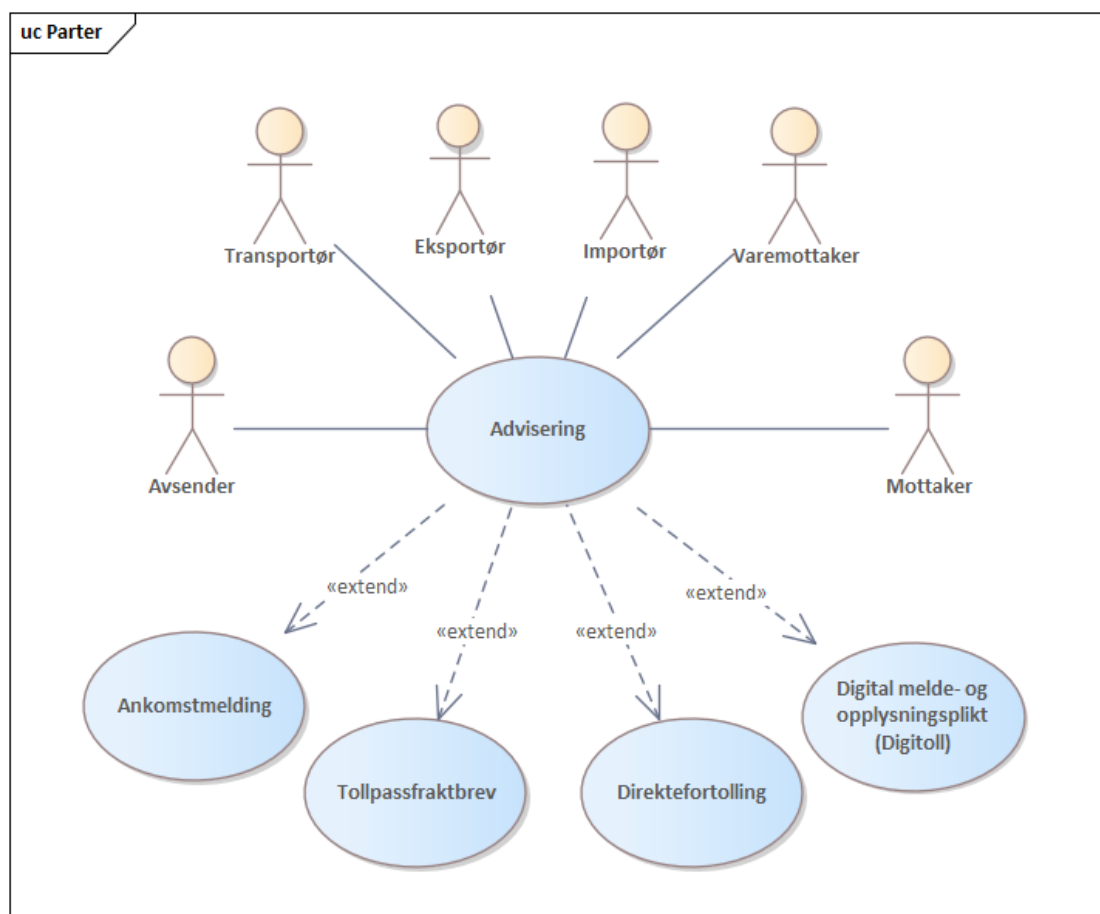 uc Parter
Transportør
Eksportør
Importør
Varemottaker
Avsender
Advisering
Mottaker
«extend»
«extend»
«extend»
«extend»
Ankomstmelding
Tollpassfraktbrev
Direktefortolling
Digital melde- og
opplysningsplikt
(Digitoll)